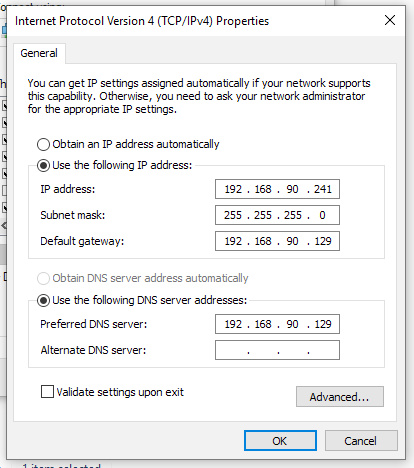 Internet Protocol Version 4 (TCP/IPv4) Properties
General
You can get IP settings assigned automatically if your network supports
this capability. Otherwise, you need to ask your network administrator
for the appropriate IP settings.
Obtain an IP address automatically
Use the following IP address:
IP address: 192 . 168 . 90 . 241
Subnet mask: 255 . 255 . 255 . 0
Default gateway: 192 . 168 . 90 . 129
Obtain DNS server address automatically
Use the following DNS server addresses:
Preferred DNS server: 192 . 168 . 90 . 129
Alternate DNS server: . . .
Validate settings upon exit
Advanced...
OK Cancel
1 item selected